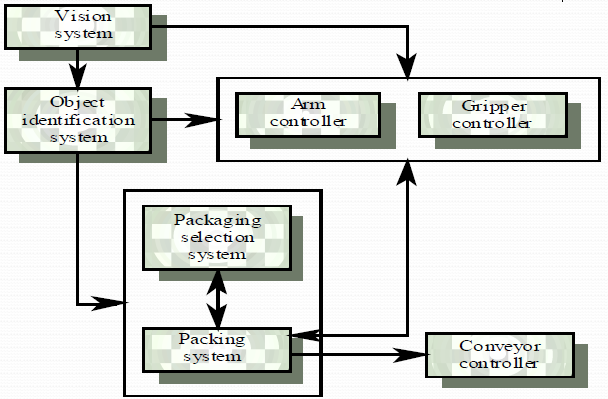 Vision
system
Object
identification
system
Arm
controller
Gripper
controller
Packaging
selection
system
Packing
system
Conveyor
controller